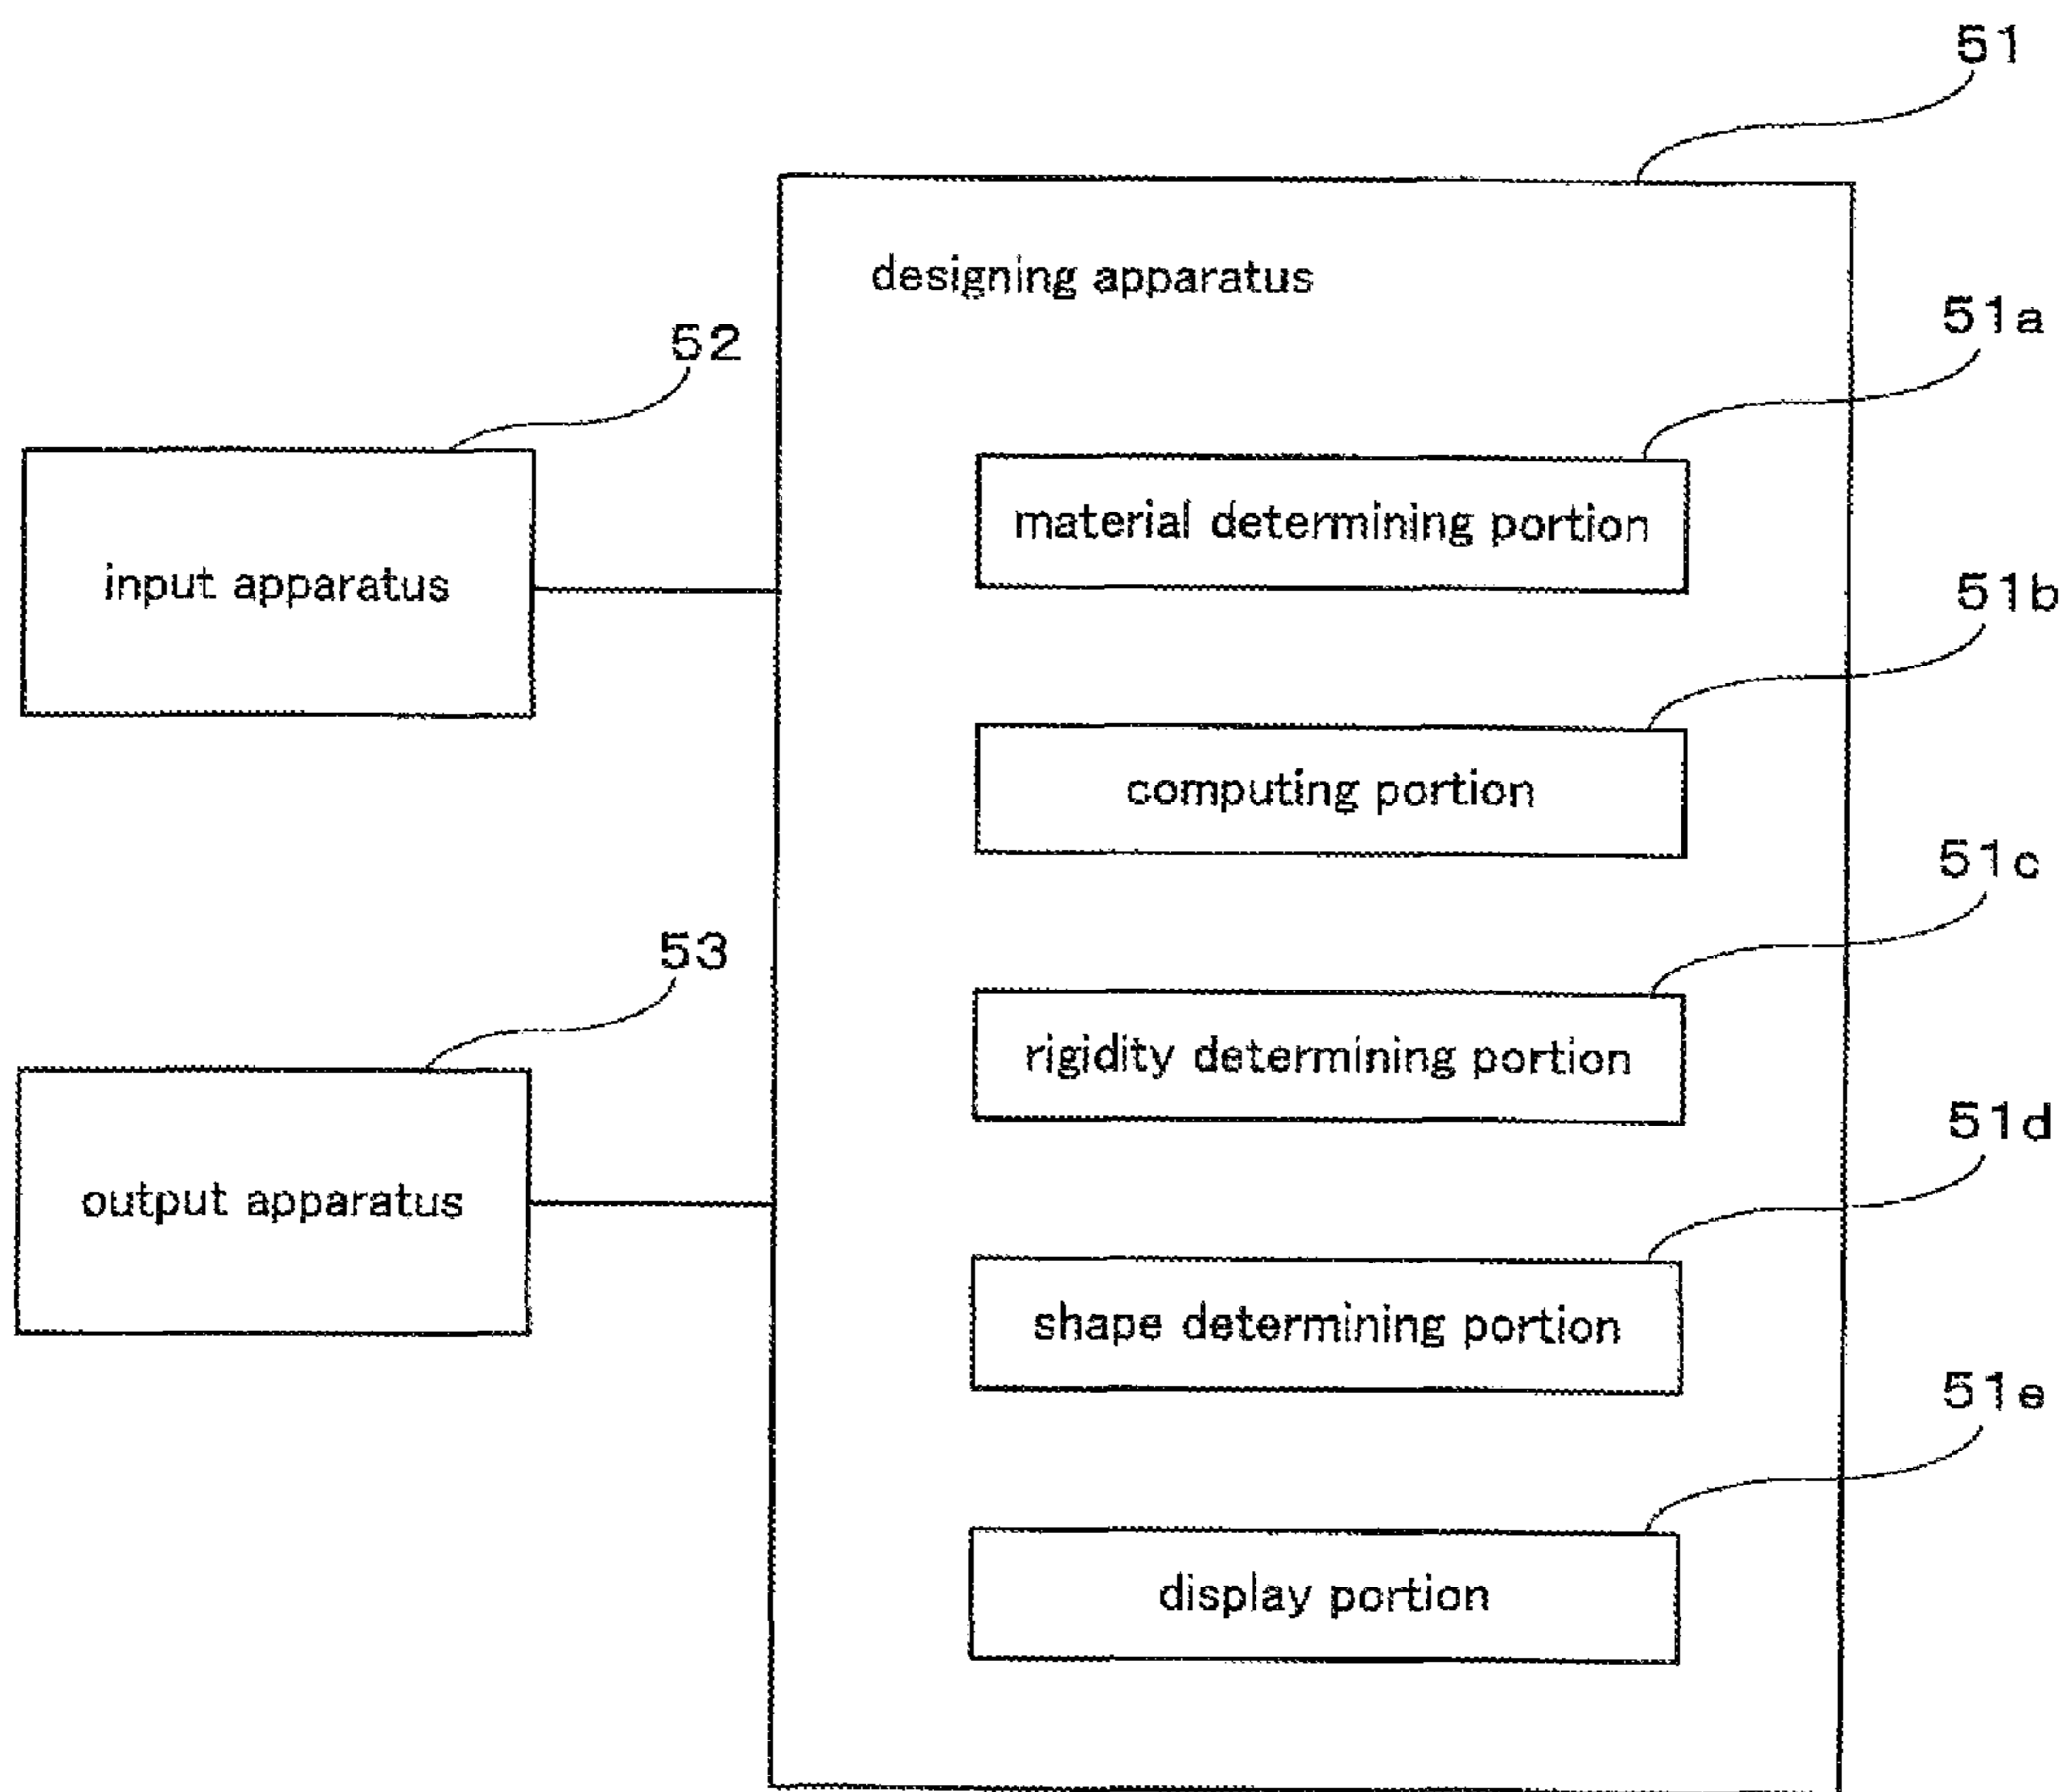 51
designing apparatus
51a
52
material determining portion
input apparatus
51b
computing portion
51c
53
rigidity determining portion
51d
output apparatus
shape determining portion
51e
display portion